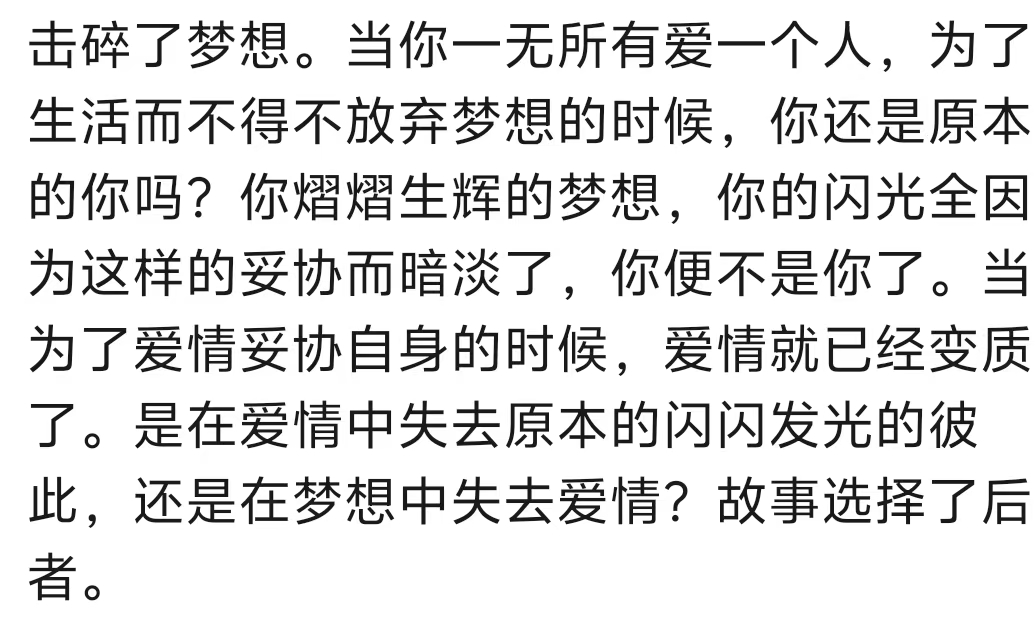 击碎了梦想。当你一无所有爱一个人，为了
生活而不得不放弃梦想的时候，你还是原本
的你吗？你熠熠生辉的梦想，你的闪光全因
为这样的妥协而暗淡了，你便不是你了。当
为了爱情妥协自身的时候，爱情就已经变质
了。是在爱情中失去原本的闪闪发光的彼
此，还是在梦想中失去爱情？故事选择了后
者。